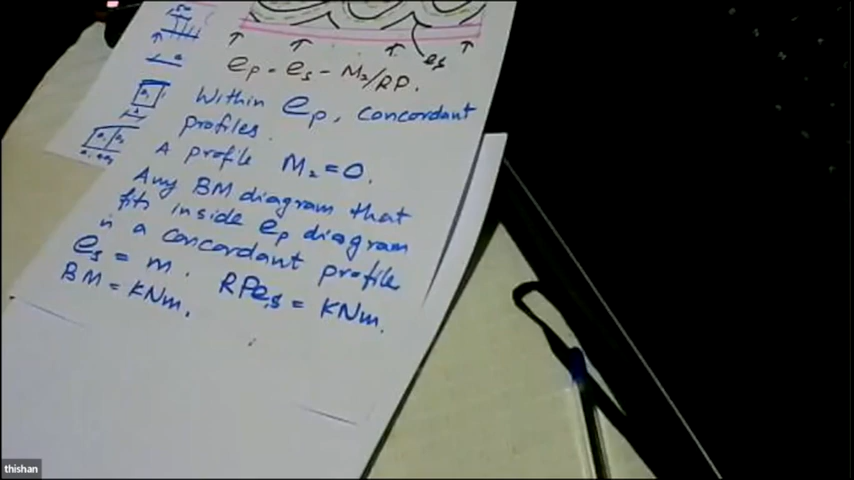 es
eₚ = eₛ - M₂/RP.
Within eₚ, concordant
profiles.
A profile M₂ = 0.
Any BM diagram that
fits inside eₚ diagram
is a concordant profile
eₛ = m.
BM = kNm. RPeₛ = kNm.
thishan